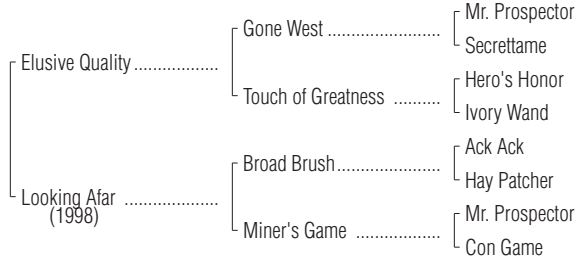 Mr. Prospector
Gone West ........................
Secrettame
Elusive Quality ..................
Hero's Honor
Touch of Greatness ..........
Ivory Wand
Ack Ack
Broad Brush ......................
Hay Patcher
Looking Afar ....................
(1998)
Mr. Prospector
Miner's Game ..................
Con Game